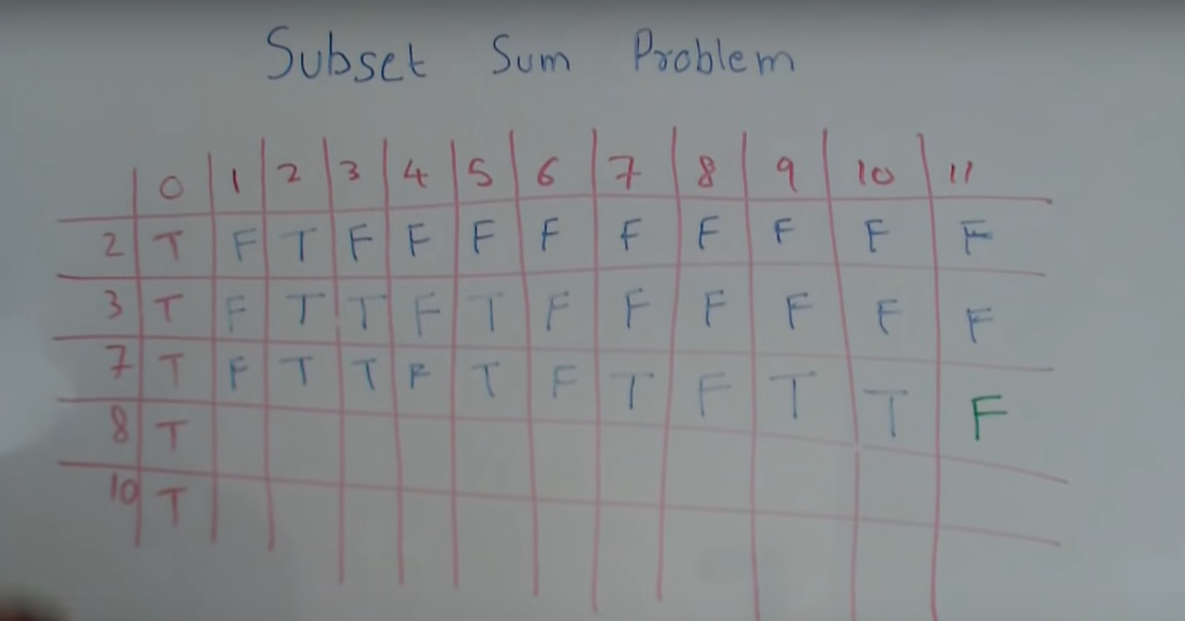 Subset Sum Problem
0 1 2 3 4 5 6 7 8 9 10 11
2 T F T F F F F F F F F F
3 T F T T F T F F F F F F
7 T F T T F T F T F T T F
8 T
10 T